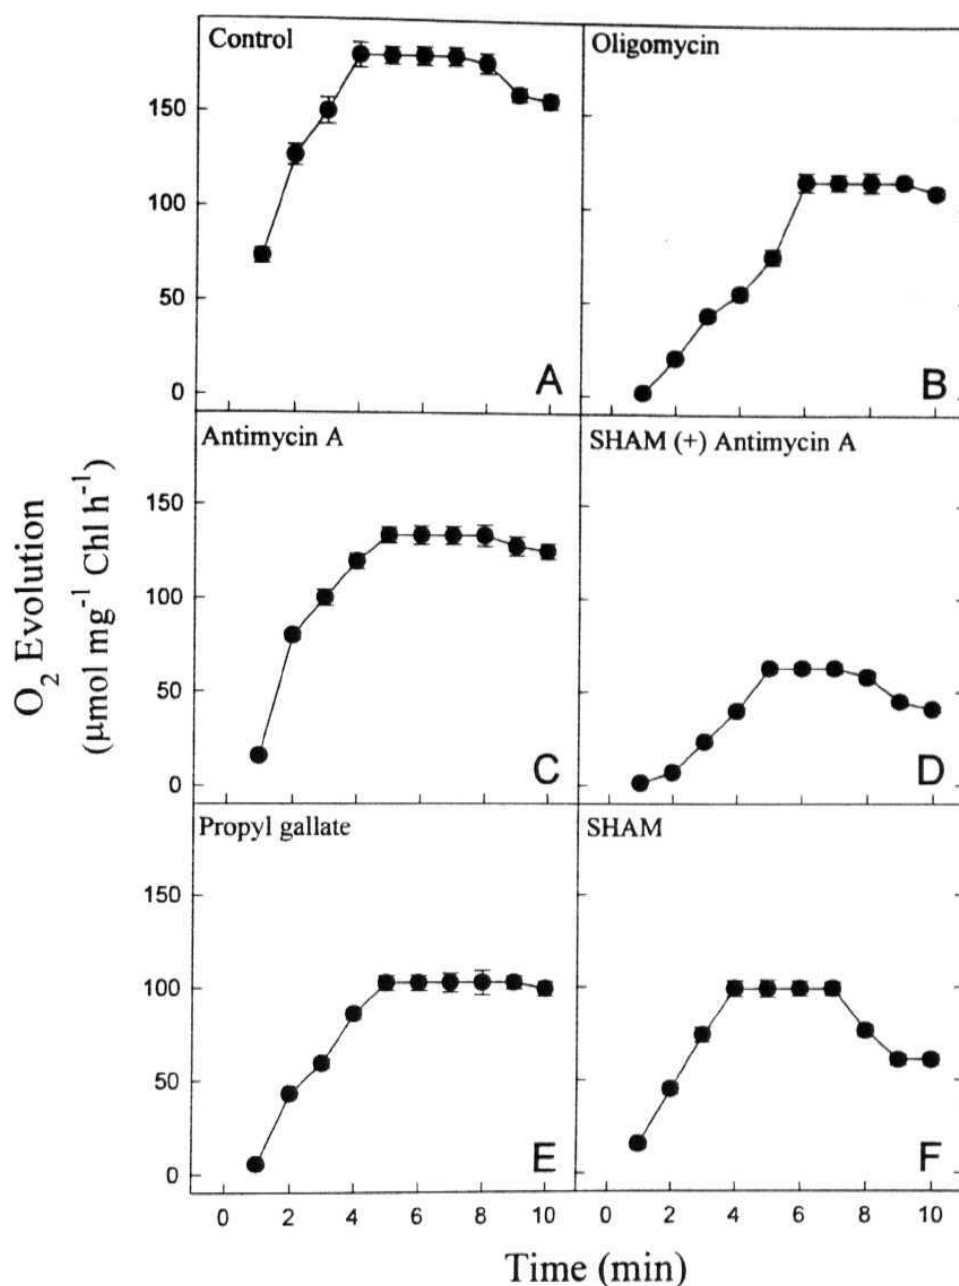 Control
Oligomycin
150
100
50
0
A
B
Antimycin A
SHAM (+) Antimycin A
150
100
50
0
C
D
O₂ Evolution
(μmol mg⁻¹ Chl h⁻¹)
Propyl gallate
SHAM
150
100
50
0
E
F
0 2 4 6 8 10 0 2 4 6 8 10
Time (min)